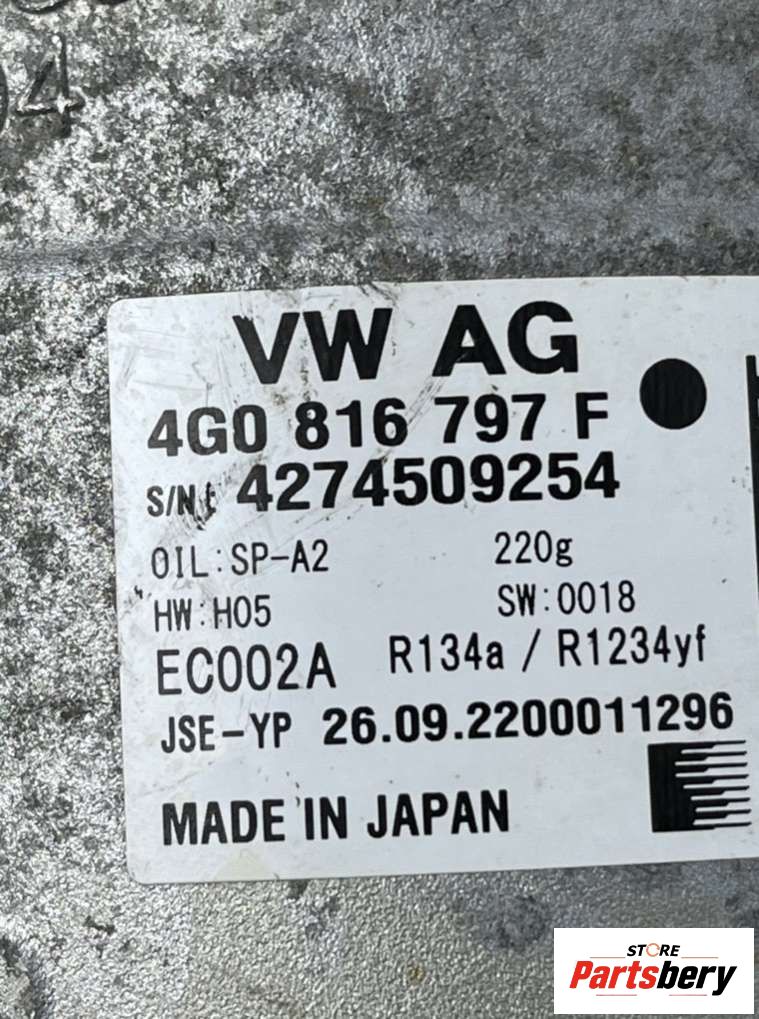 04
VW AG
4G0 816 797 F
S/N: 4274509254
OIL:SP-A2 220g
HW:H05 SW:0018
EC002A R134a / R1234yf
JSE-YP 26.09.2200011296
MADE IN JAPAN
STORE
Partsbery